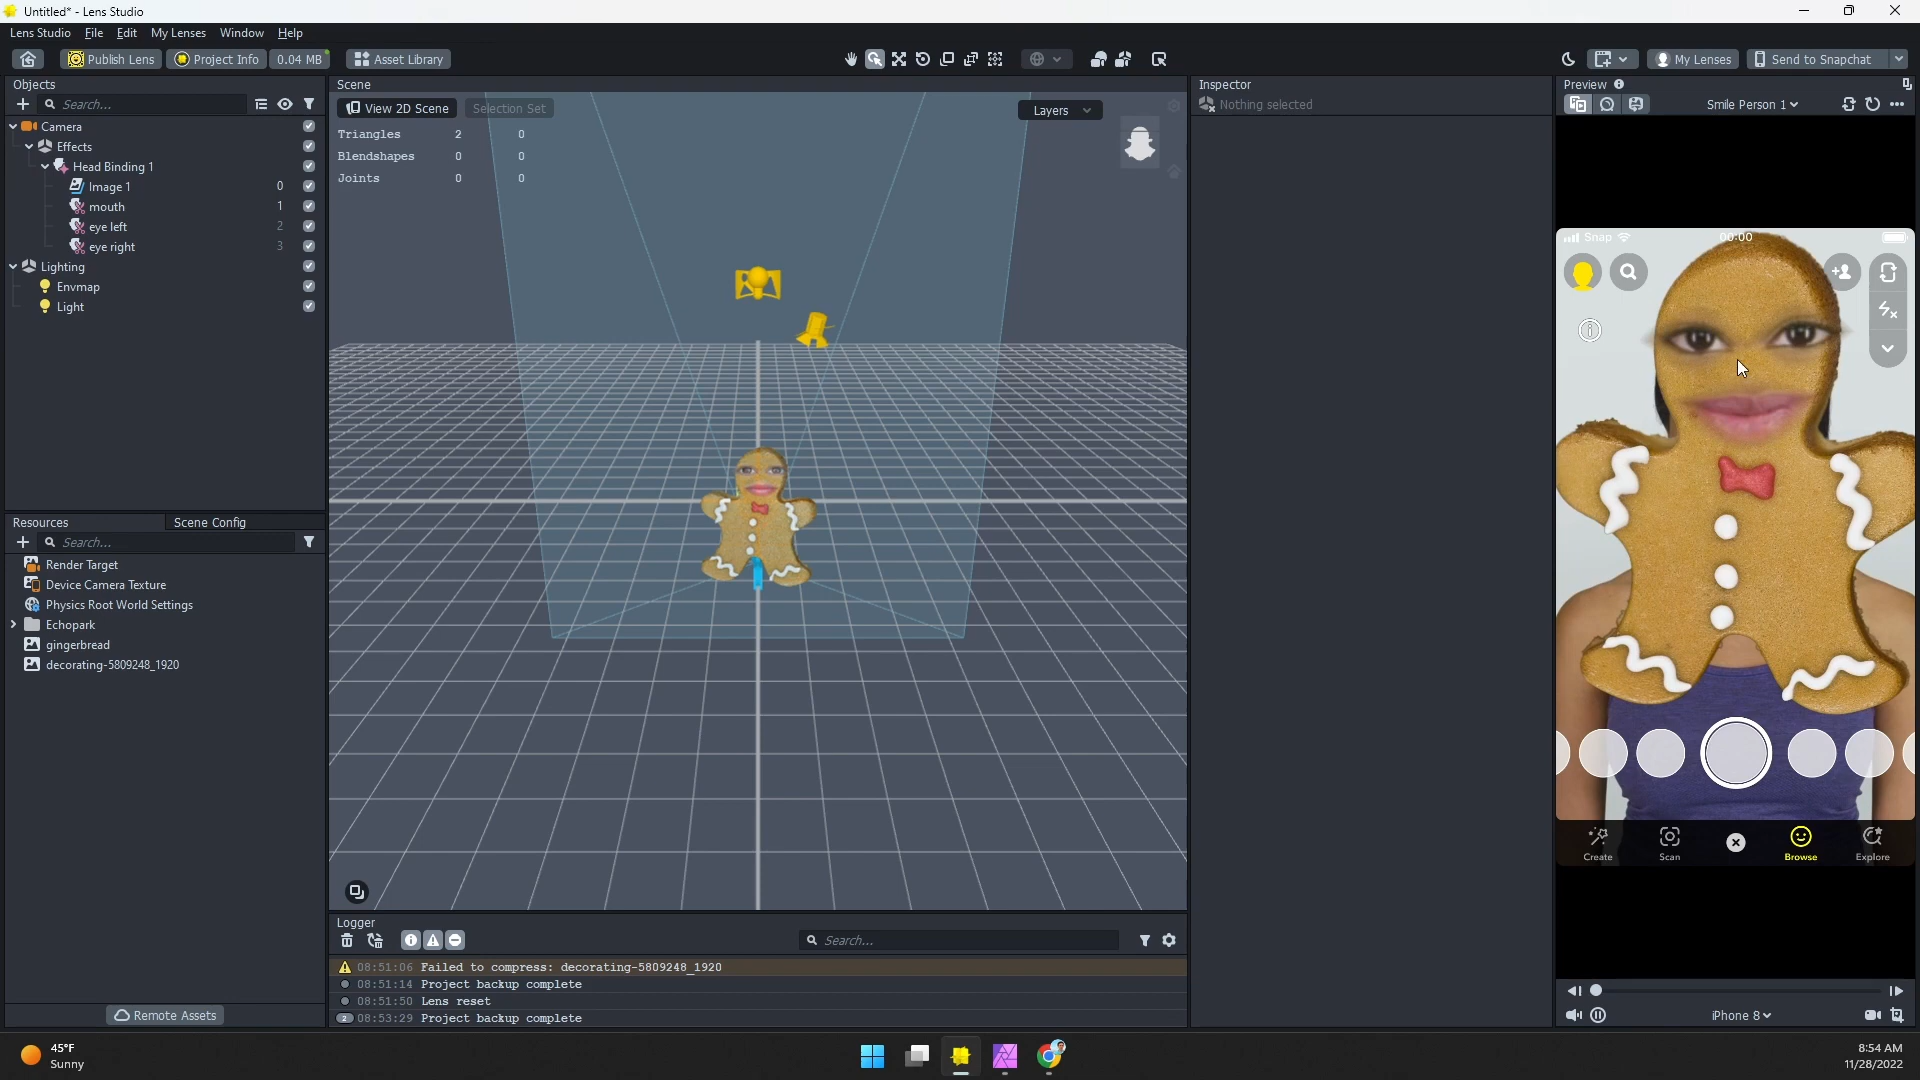 Untitled* - Lens Studio
Lens Studio File Edit My Lenses Window Help
Publish Lens Project Info 0.04 MB Asset Library My Lenses Send to Snapchat
Objects
Search...
Camera
Effects
Head Binding 1
Image 1 0
mouth 1
eye left 2
eye right 3
Lighting
Envmap
Light
Resources Scene Config
Search...
Render Target
Device Camera Texture
Physics Root World Settings
Echopark
gingerbread
decorating-5809248_1920
Remote Assets
Scene
View 2D Scene Selection Set Layers
Triangles 2 0
Blendshapes 0 0
Joints 0 0
Logger
Search...
08:51:06 Failed to compress: decorating-5809248_1920
08:51:14 Project backup complete
08:51:50 Lens reset
2 08:53:29 Project backup complete
Inspector
Nothing selected
Preview
Smile Person 1
Snap 00:00
Create Scan Browse Explore
iPhone 8
45°F
Sunny
8:54 AM
11/28/2022